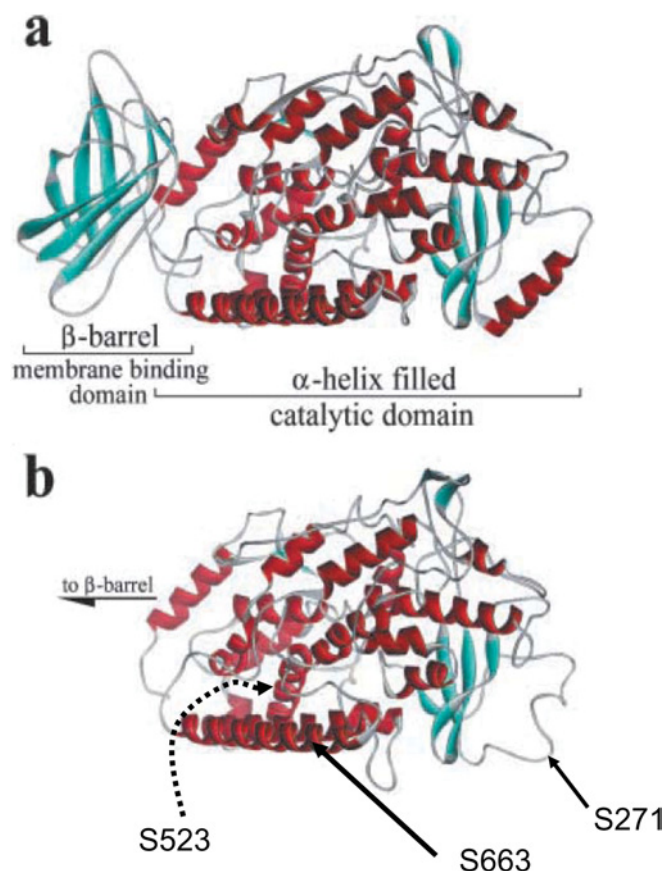 a
β-barrel
membrane binding
domain
α-helix filled
catalytic domain
b
to β-barrel
S523
S663
S271